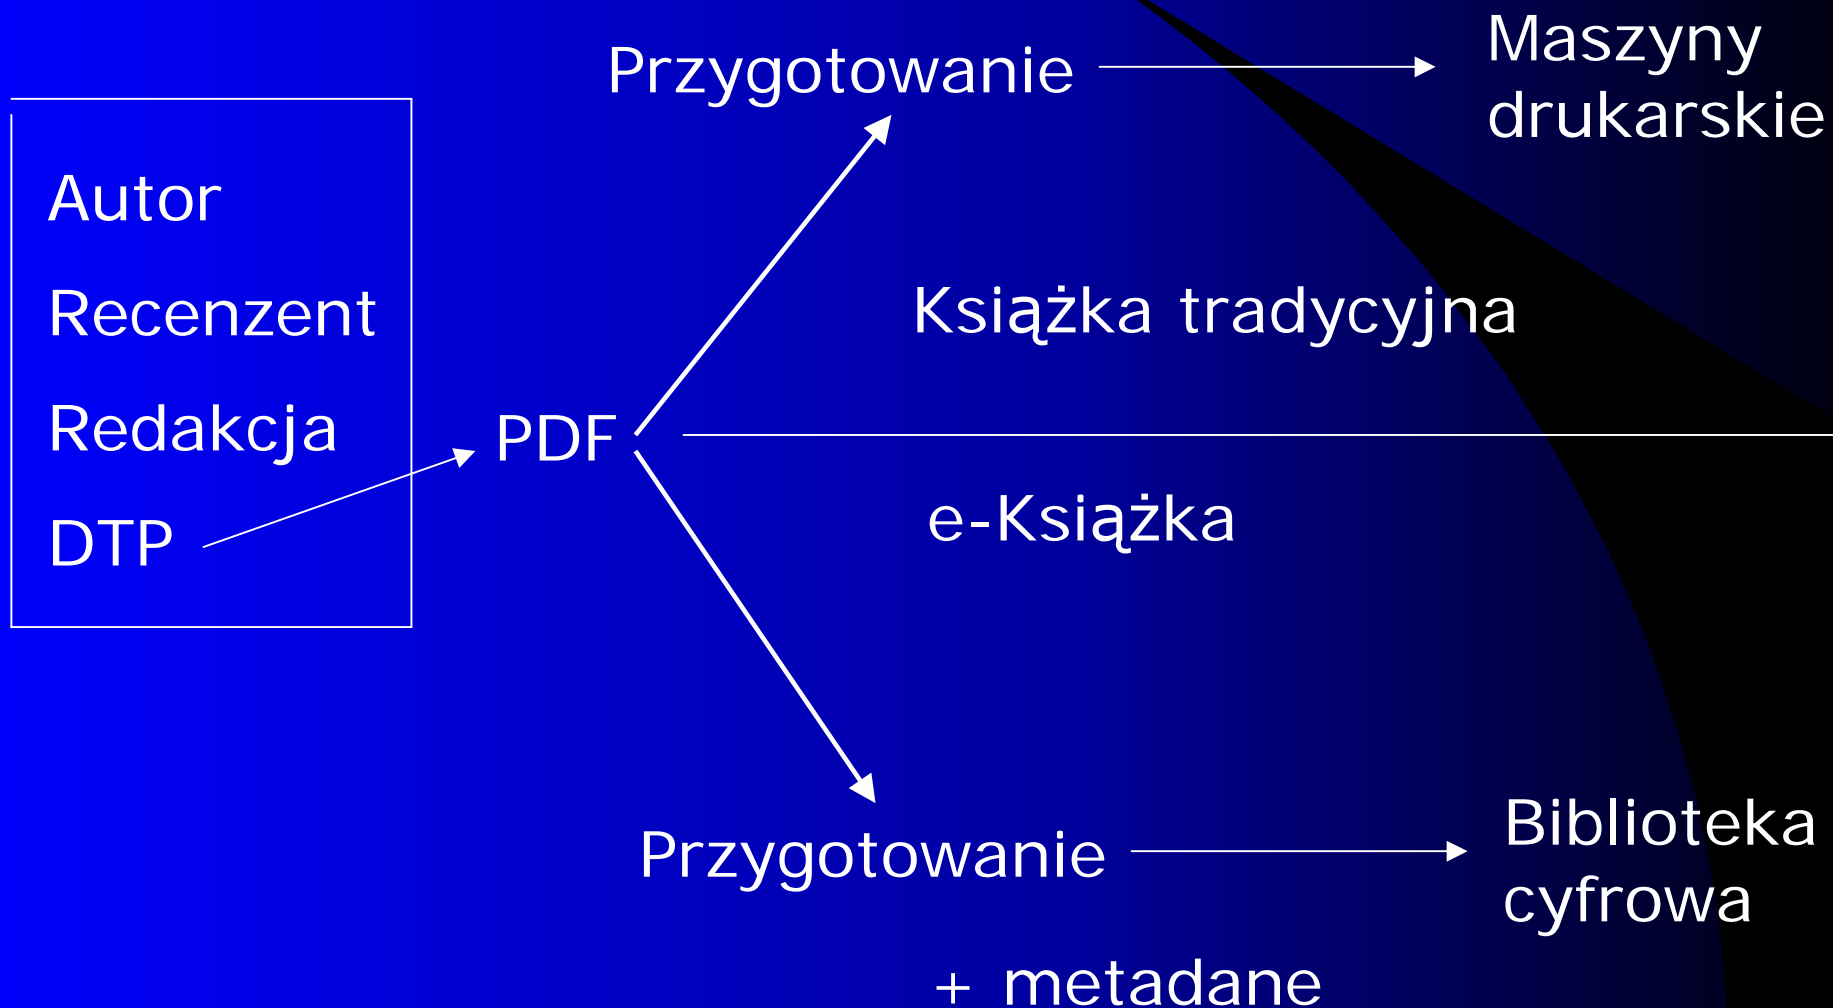 Przygotowanie
Maszyny
drukarskie
Autor
Recenzent
Redakcja
DTP
PDF
Książka tradycyjna
e-Książka
Przygotowanie
+ metadane
Biblioteka
cyfrowa